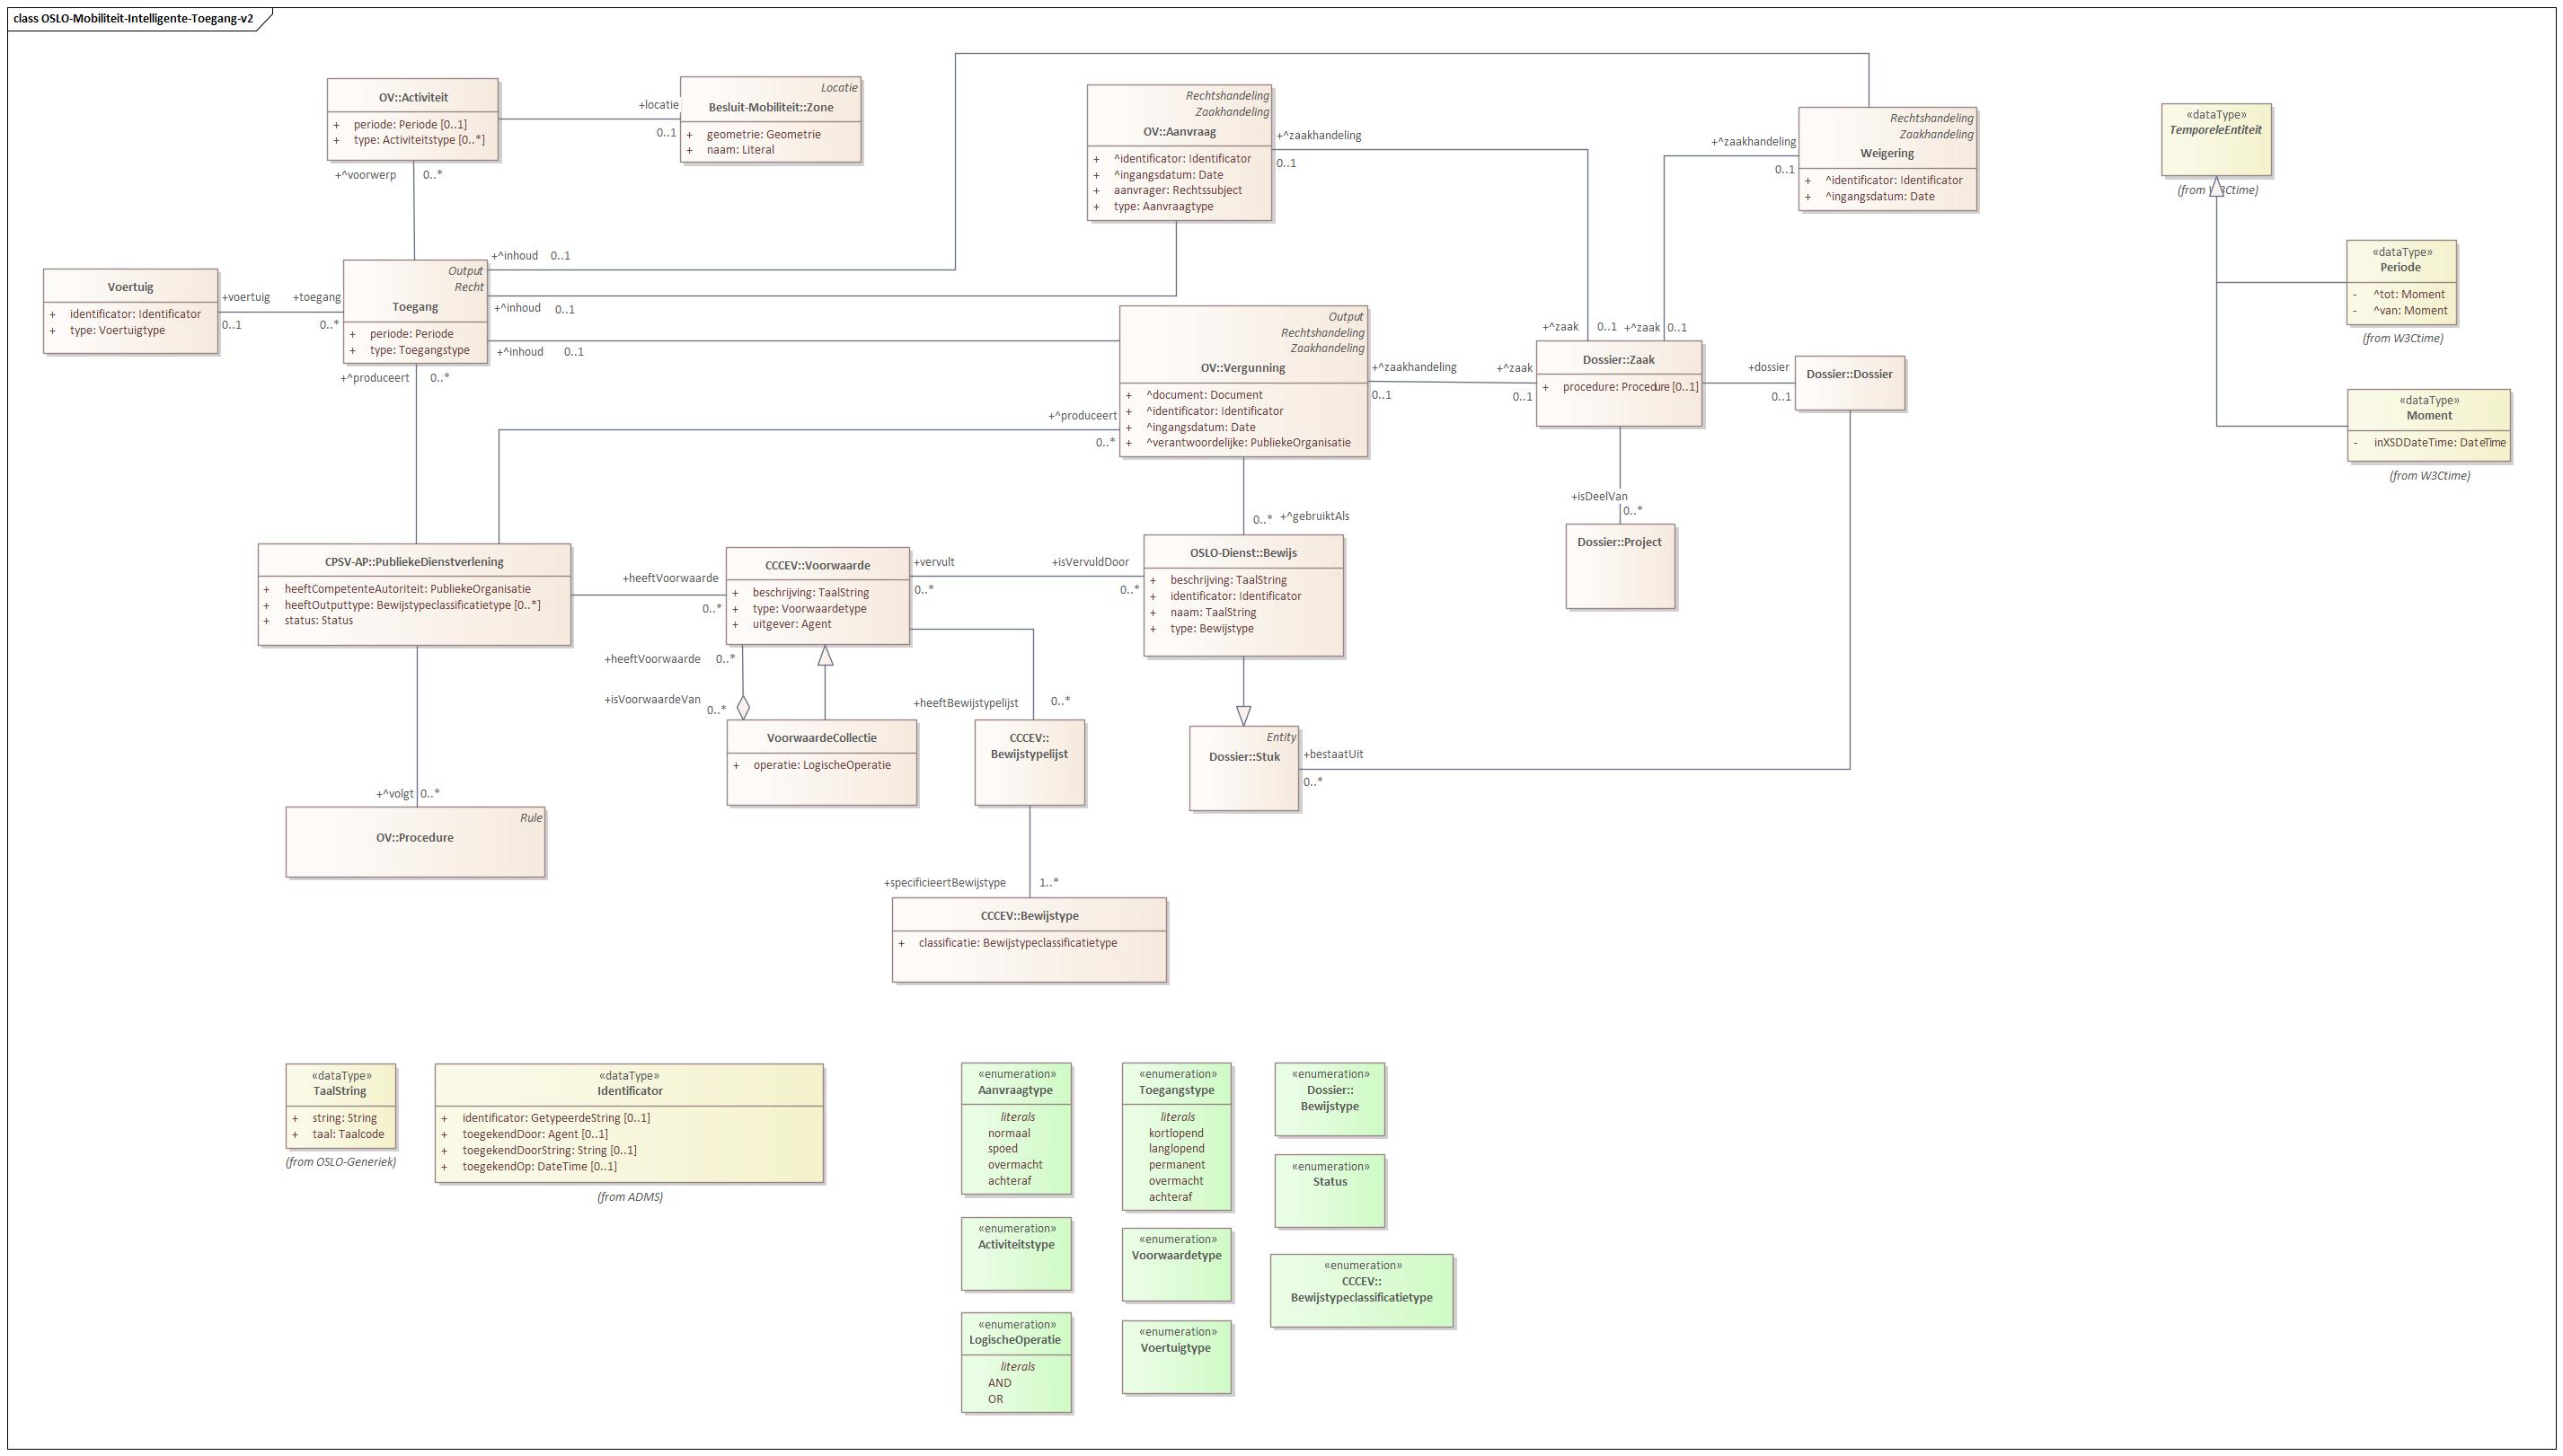 class OSLO-Mobiliteit-Intelligente-Toegang-v2
OV::Activiteit
+ periode: Periode [0..1]
+ type: Activiteitstype [0..*]
+locatie
0..1
Locatie
Besluit-Mobiliteit::Zone
+ geometrie: Geometrie
+ naam: Literal
+^voorwerp 0..*
Rechtshandeling
Zaakhandeling
OV::Aanvraag
+ ^identificator: Identificator
+ ^ingangsdatum: Date
+ aanvrager: Rechtssubject
+ type: Aanvraagtype
+^zaakhandeling
0..1
+^zaakhandeling
0..1
Rechtshandeling
Zaakhandeling
Weigering
+ ^identificator: Identificator
+ ^ingangsdatum: Date
«dataType»
TemporeleEntiteit
(from W3Ctime)
«dataType»
Periode
- ^tot: Moment
- ^van: Moment
(from W3Ctime)
«dataType»
Moment
- inXSDDateTime: DateTime
(from W3Ctime)
Voertuig
+ identificator: Identificator
+ type: Voertuigtype
+voertuig
0..1
+toegang
0..*
Output
Recht
Toegang
+ periode: Periode
+ type: Toegangstype
+^inhoud 0..1
+^inhoud 0..1
+^inhoud 0..1
+^produceert 0..*
Output
Rechtshandeling
Zaakhandeling
OV::Vergunning
+ ^document: Document
+ ^identificator: Identificator
+ ^ingangsdatum: Date
+ ^verantwoordelijke: PubliekeOrganisatie
+^produceert
0..*
+^zaakhandeling
0..1
+^zaak
0..1
+^zaak 0..1
+^zaak 0..1
Dossier::Zaak
+ procedure: Procedure [0..1]
+dossier
0..1
Dossier::Dossier
+isDeelVan
0..*
Dossier::Project
0..* +^gebruiktAls
CPSV-AP::PubliekeDienstverlening
+ heeftCompetenteAutoriteit: PubliekeOrganisatie
+ heeftOutputtype: Bewijstypeclassificatietype [0..*]
+ status: Status
+heeftVoorwaarde
0..*
CCCEV::Voorwaarde
+ beschrijving: TaalString
+ type: Voorwaardetype
+ uitgever: Agent
+vervult
0..*
+isVervuldDoor
0..*
OSLO-Dienst::Bewijs
+ beschrijving: TaalString
+ identificator: Identificator
+ naam: TaalString
+ type: Bewijstype
+heeftVoorwaarde 0..*
+isVoorwaardeVan
0..*
VoorwaardeCollectie
+ operatie: LogischeOperatie
+heeftBewijstypelijst 0..*
CCCEV::
Bewijstypelijst
Entity
Dossier::Stuk
+bestaatUit
0..*
+^volgt 0..*
Rule
OV::Procedure
+specificieertBewijstype 1..*
CCCEV::Bewijstype
+ classificatie: Bewijstypeclassificatietype
«dataType»
TaalString
+ string: String
+ taal: Taalcode
(from OSLO-Generiek)
«dataType»
Identificator
+ identificator: GetypeerdeString [0..1]
+ toegekendDoor: Agent [0..1]
+ toegekendDoorString: String [0..1]
+ toegekendOp: DateTime [0..1]
(from ADMS)
«enumeration»
Aanvraagtype
literals
normaal
spoed
overmacht
achteraf
«enumeration»
Toegangstype
literals
kortlopend
langlopend
permanent
overmacht
achteraf
«enumeration»
Dossier::
Bewijstype
«enumeration»
Status
«enumeration»
Activiteitstype
«enumeration»
Voorwaardetype
«enumeration»
CCCEV::
Bewijstypeclassificatietype
«enumeration»
LogischeOperatie
literals
AND
OR
«enumeration»
Voertuigtype